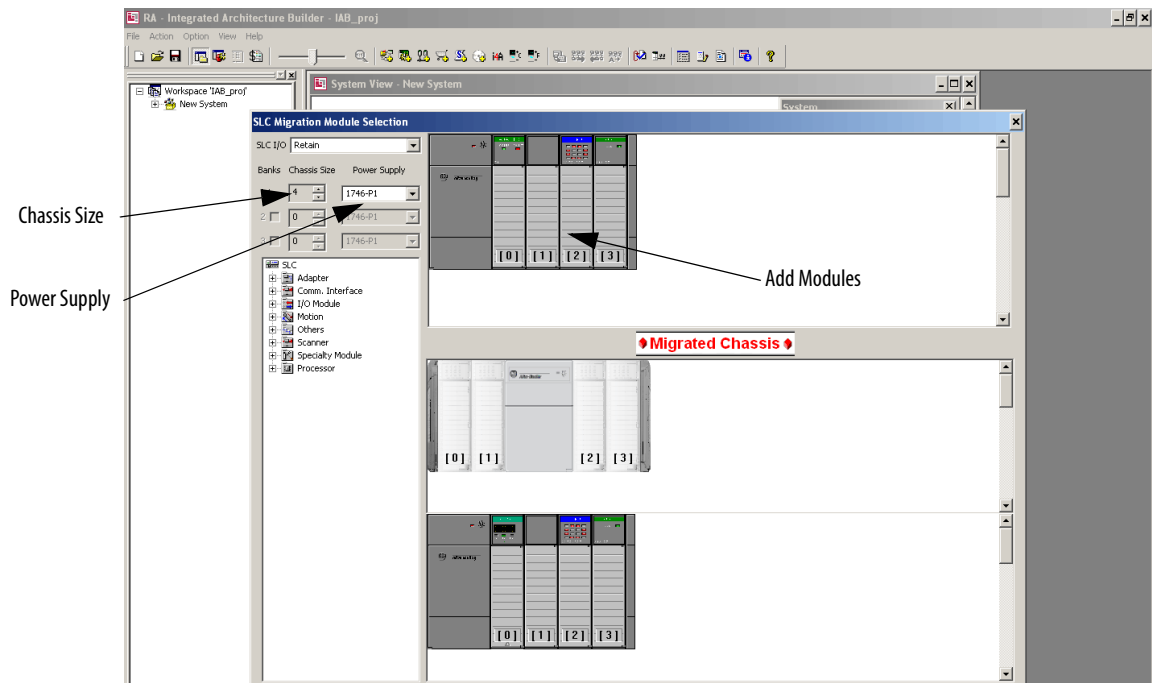 RA - Integrated Architecture Builder - IAB_proj
File Action Option View Help
Workspace 'IAB_proj'
New System
System View - New System
System
SLC Migration Module Selection
SLC I/O Retain
Banks Chassis Size Power Supply
4 1746-P1
2 0 1746-P1
3 0 1746-P1
Chassis Size
Power Supply
SLC
Adapter
Comm. Interface
I/O Module
Motion
Others
Scanner
Specialty Module
Processor
[0] [1] [2] [3]
Add Modules
Migrated Chassis
[0] [1] [2] [3]
[0] [1] [2] [3]